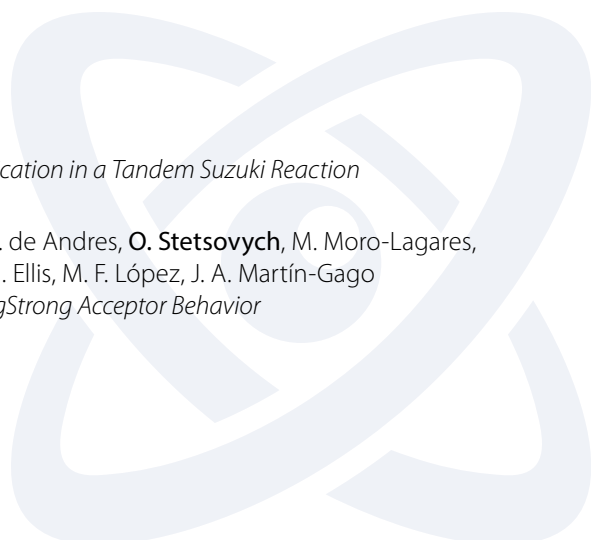 cation in a Tandem Suzuki Reaction
. de Andres, O. Stetsovych, M. Moro-Lagares,
. Ellis, M. F. López, J. A. Martín-Gago
gStrong Acceptor Behavior